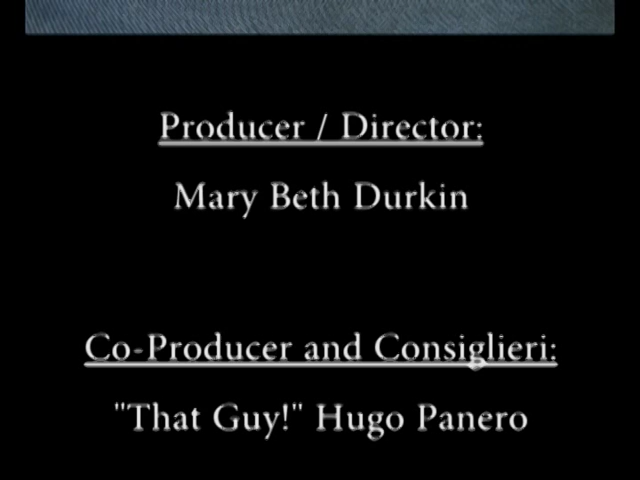 Producer / Director:
Mary Beth Durkin
Co-Producer and Consiglieri:
"That Guy!" Hugo Panero